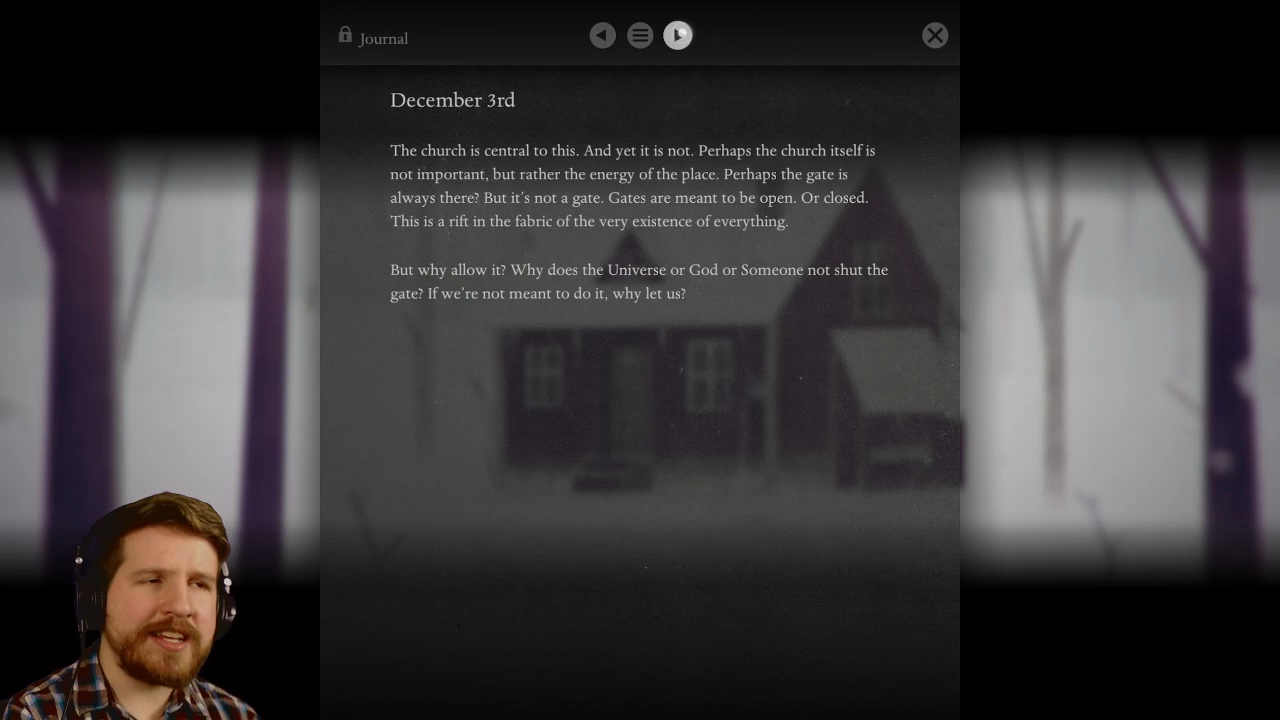 Journal
December 3rd
The church is central to this. And yet it is not. Perhaps the church itself is
not important, but rather the energy of the place. Perhaps the gate is
always there? But it's not a gate. Gates are meant to be open. Or closed.
This is a rift in the fabric of the very existence of everything.
But why allow it? Why does the Universe or God or Someone not shut the
gate? If we're not meant to do it, why let us?